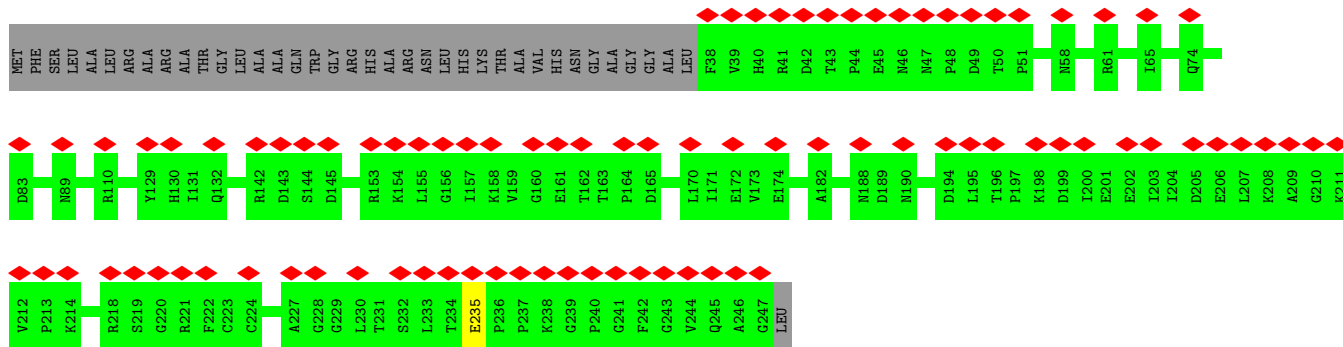 MET PHE SER LEU ALA LEU ARG ALA ARG ALA THR GLY LEU ALA ALA GLN TRP GLY ARG HIS ALA ARG ASN LEU HIS LYS THR ALA VAL HIS ASN GLY ALA GLY GLY ALA LEU F38 V39 H40 R41 D42 T43 P44 E45 N46 N47 P48 D49 T50 P51 N58 R61 I65 Q74
D83 N89 R110 Y129 H130 I131 Q132 R142 D143 S144 D145 R153 K154 L155 G156 I157 K158 V159 G160 E161 T162 T163 P164 D165 L170 I171 E172 V173 E174 A182 N188 D189 N190 D194 L195 T196 P197 K198 D199 I200 E201 E202 I203 I204 D205 E206 L207 K208 A209 G210 K211
V212 P213 K214 R218 S219 G220 R221 F222 C223 C224 A227 G228 G229 L230 T231 S232 L233 T234 E235 P236 P237 K238 G239 P240 G241 F242 G243 V244 Q245 A246 G247 LEU